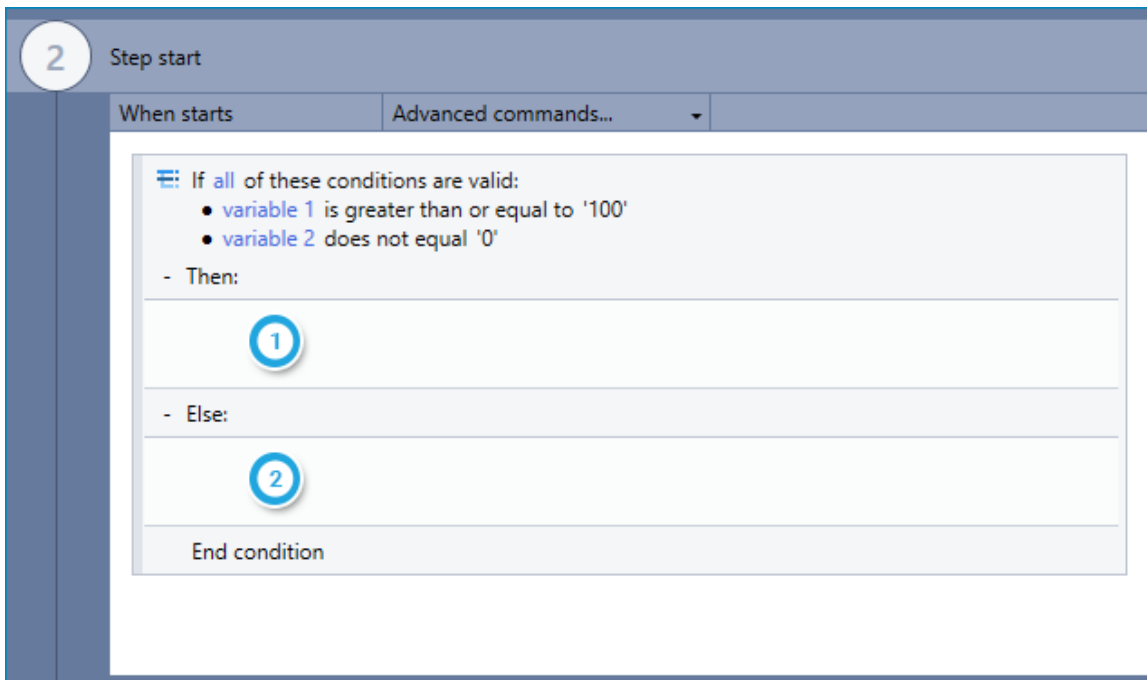 2 Step start
When starts Advanced commands...
If all of these conditions are valid:
• variable 1 is greater than or equal to '100'
• variable 2 does not equal '0'
- Then:
1
- Else:
2
End condition